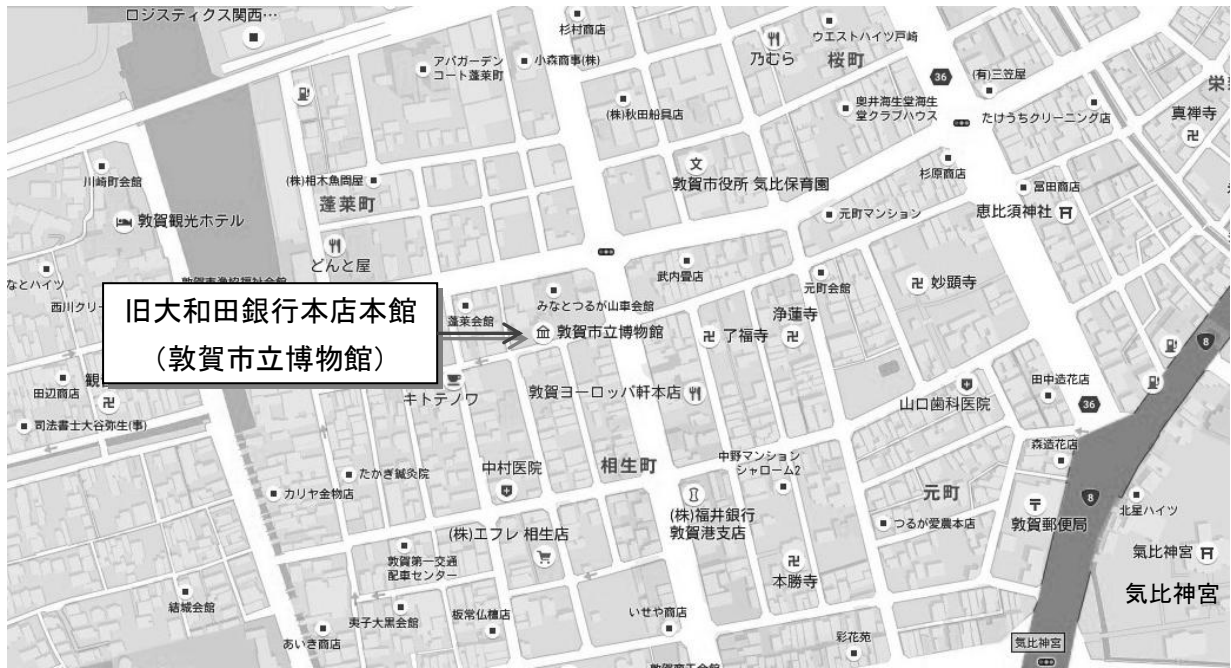 ロジスティクス関西…
杉村商店
ウエストハイツ戸崎
乃むら
桜町
アパガーデン
コート蓬莱町
小森商事(株)
36
(有)三笠屋
(株)秋田船具店
奥井海生堂海生
堂クラブハウス
たけうちクリーニング店
真禅寺
川崎町会館
(株)相木魚問屋
敦賀市役所 気比保育園
杉原商店
冨田商店
蓬莱町
敦賀観光ホテル
元町マンション
恵比須神社
どんと屋
武内畳店
元町会館
妙顕寺
みなとつるが山車会館
浄蓮寺
旧大和田銀行本店本館
(敦賀市立博物館)
蓬莱会館
敦賀市立博物館
了福寺
8
田辺商店
キトテノワ
敦賀ヨーロッパ軒本店
山口歯科医院
田中造花店
36
司法書士大谷弥生(事)
森造花店
たかぎ鍼灸院
中村医院
相生町
中野マンション
シャローム2
カリヤ金物店
元町
8
北星ハイツ
(株)福井銀行
敦賀港支店
つるが愛農本店
敦賀郵便局
(株)エフレ 相生店
敦賀第一交通
配車センター
本勝寺
氣比神宮
気比神宮
結城会館
夷子大黒会館
板常仏檀店
いせや商店
あいき商店
彩花苑
気比神宮